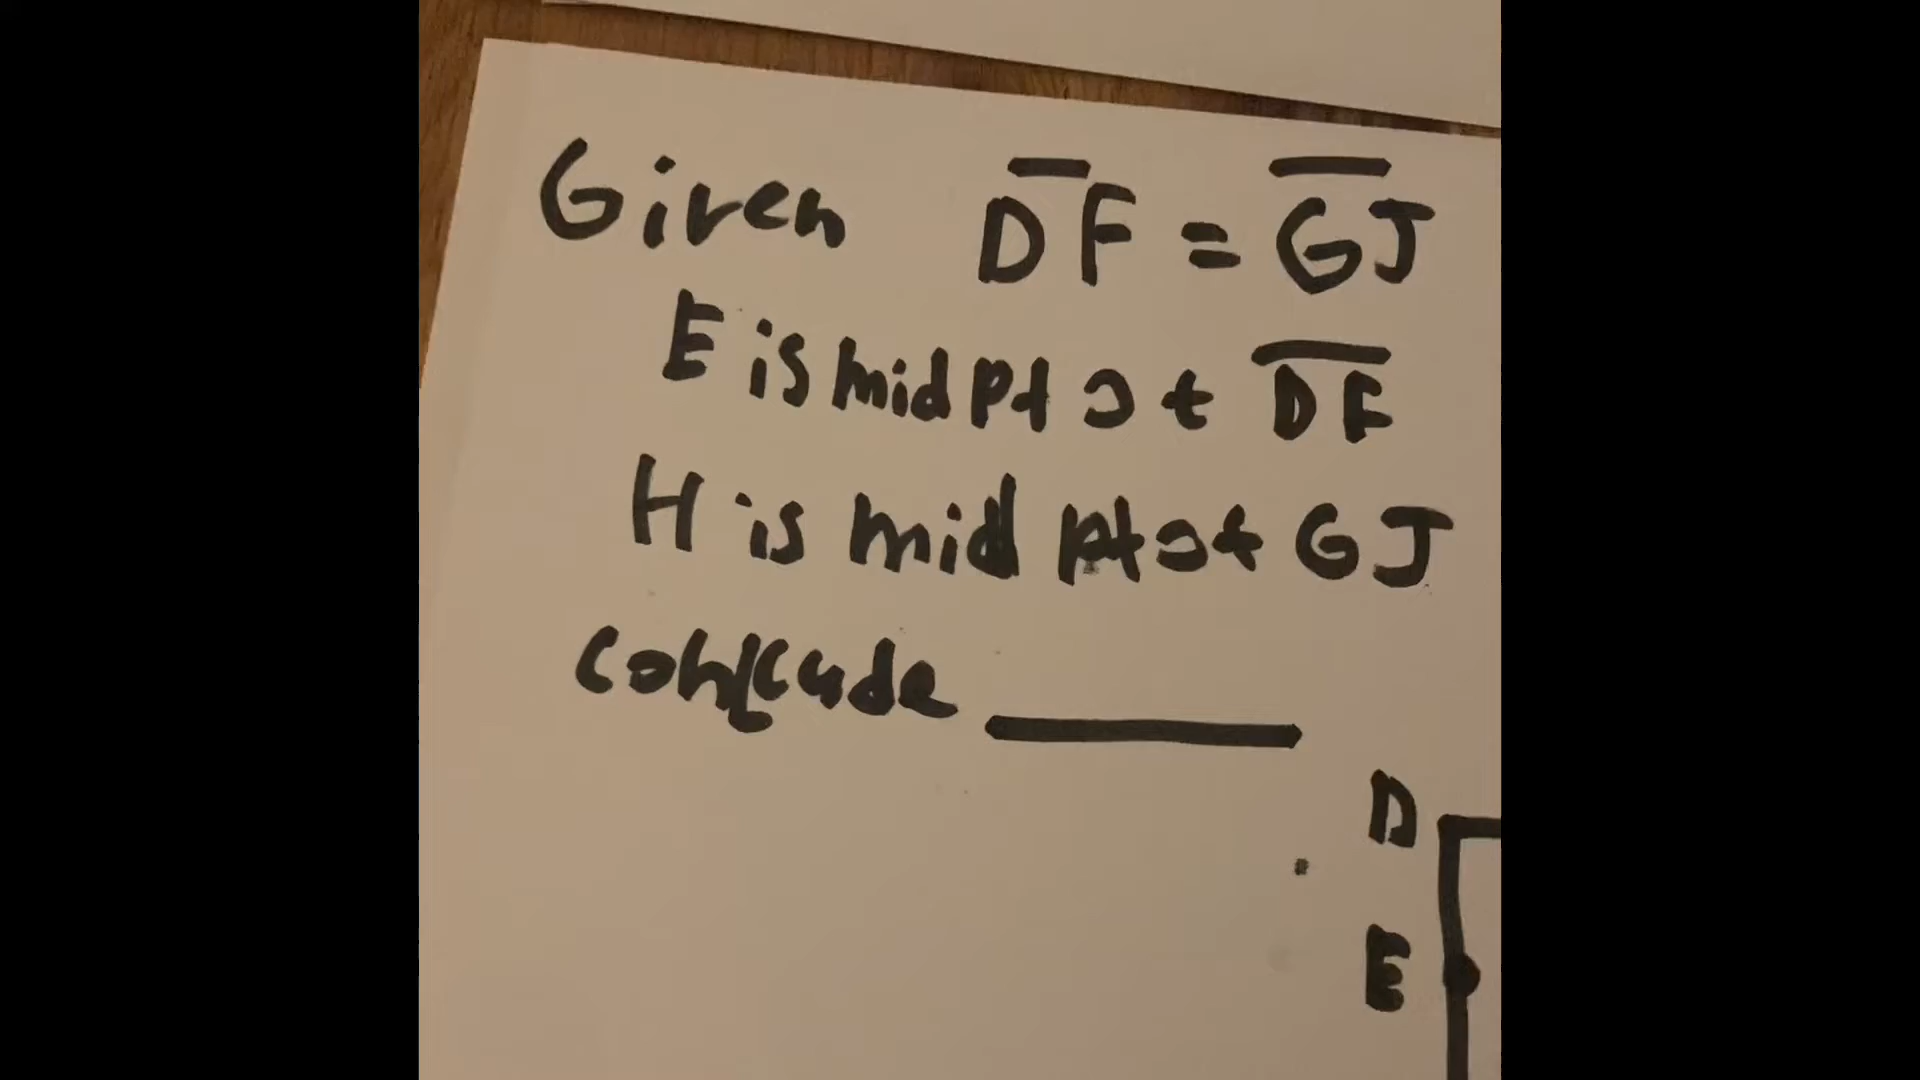 Given DF = GJ
E is mid pt of DF
H is mid pt of GJ
Conclude ______
D
E